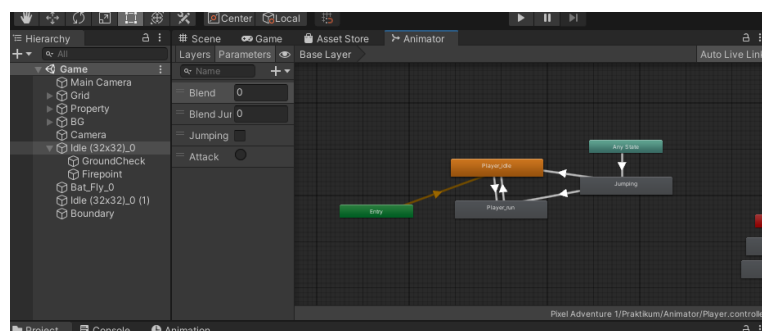 Center Local
Hierarchy
Scene Game Asset Store Animator
All
Layers Parameters Base Layer Auto Live Link
Game
Name
Main Camera
Grid
Property
BG
Camera
Idle (32x32)_0
GroundCheck
Firepoint
Bat_Fly_0
Idle (32x32)_0 (1)
Boundary
Blend 0
Blend Jur 0
Jumping
Attack
Any State
Player_idle
Jumping
Player_run
Entry
Pixel Adventure 1/Praktikum/Animator/Player.controlle
Project Console Animation